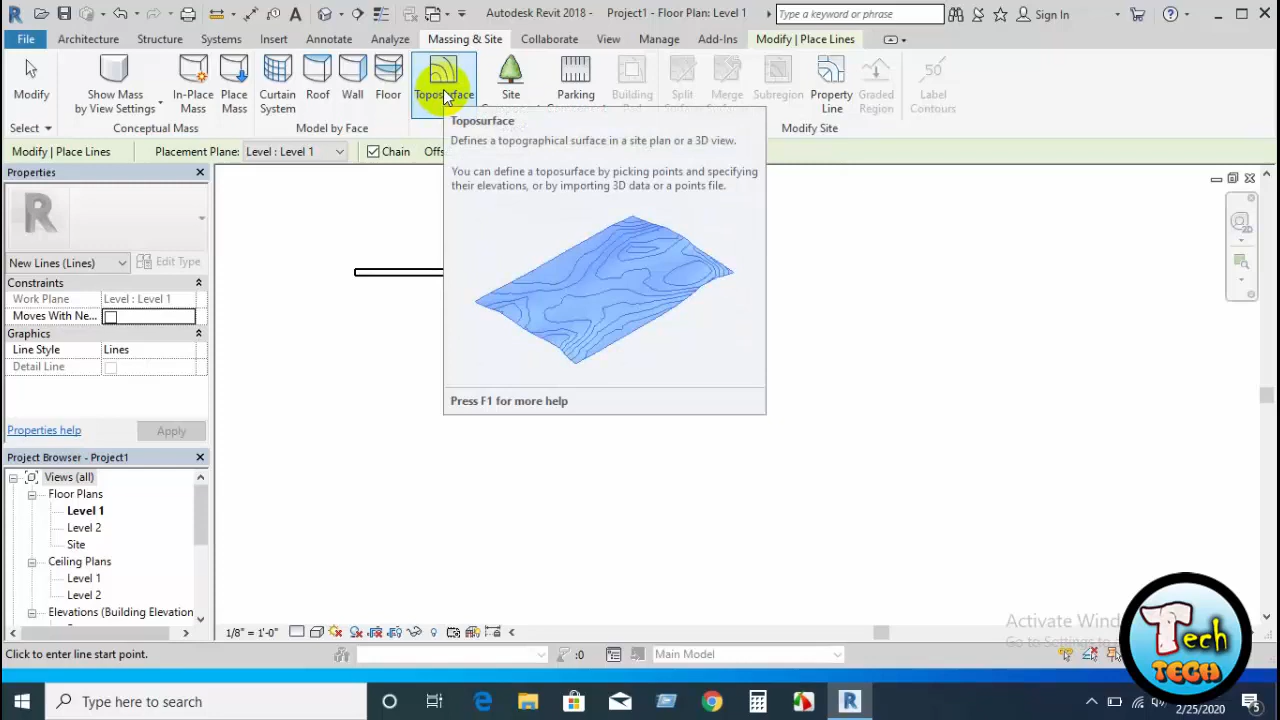 Autodesk Revit 2018 - Project1 - Floor Plan: Level 1
Type a keyword or phrase
Sign In
File Architecture Structure Systems Insert Annotate Analyze Massing & Site Collaborate View Manage Add-Ins Modify | Place Lines
Modify
Show Mass
by View Settings
In-Place
Mass
Place
Mass
Curtain
System
Roof
Wall
Floor
Toposurface
Site
Parking
Building
Split
Merge
Subregion
Property
Line
Graded
Region
Label
Contours
50
Select Conceptual Mass Model by Face Modify Site
Modify | Place Lines Placement Plane: Level : Level 1 Chain Offs
Toposurface
Defines a topographical surface in a site plan or a 3D view.
You can define a toposurface by picking points and specifying
their elevations, or by importing 3D data or a points file.
Press F1 for more help
Properties
R
New Lines (Lines) Edit Type
Constraints
Work Plane Level : Level 1
Moves With Ne...
Graphics
Line Style Lines
Detail Line
Properties help Apply
Project Browser - Project1
Views (all)
Floor Plans
Level 1
Level 2
Site
Ceiling Plans
Level 1
Level 2
Elevations (Building Elevation
1/8" = 1'-0"
Click to enter line start point.
:0
Main Model
Activate Wind
Go to Settings to
Tech
TECH
Type here to search
2/25/2020
5